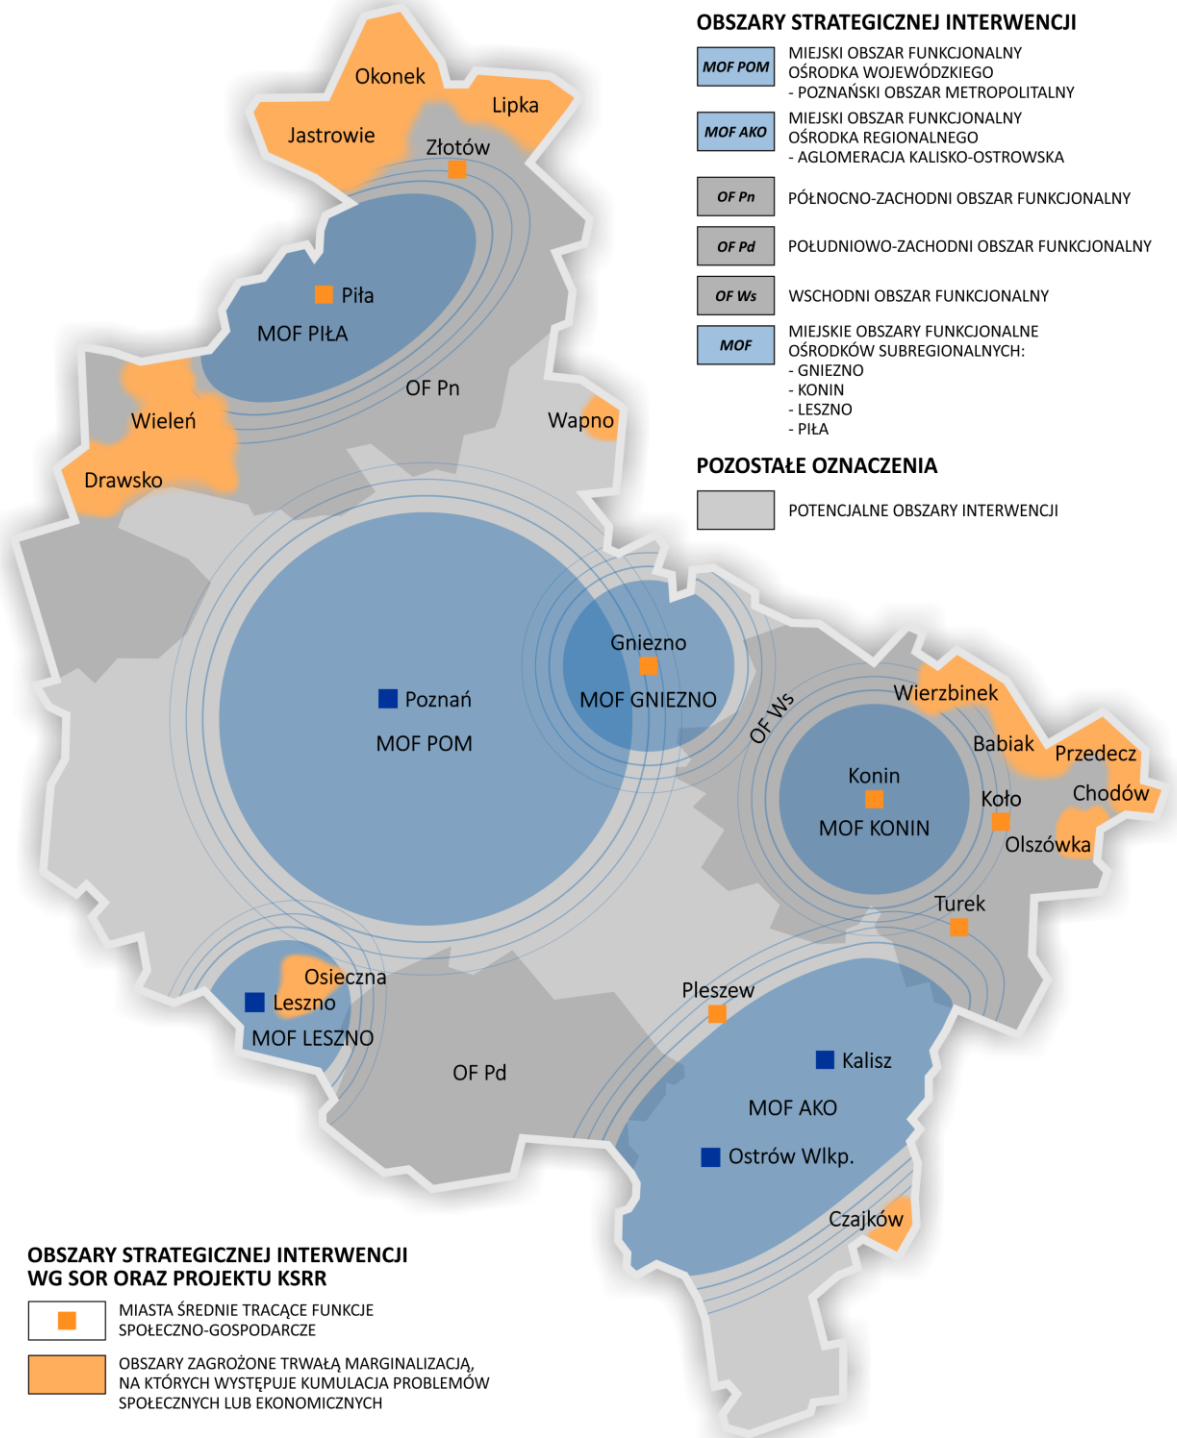 OBSZARY STRATEGICZNEJ INTERWENCJI
MOF POM
MIEJSKI OBSZAR FUNKCJONALNY
OŚRODKA WOJEWÓDZKIEGO
- POZNAŃSKI OBSZAR METROPOLITALNY
MOF AKO
MIEJSKI OBSZAR FUNKCJONALNY
OŚRODKA REGIONALNEGO
- AGLOMERACJA KALISKO-OSTROWSKA
OF Pn
PÓŁNOCNO-ZACHODNI OBSZAR FUNKCJONALNY
OF Pd
POŁUDNIOWO-ZACHODNI OBSZAR FUNKCJONALNY
OF Ws
WSCHODNI OBSZAR FUNKCJONALNY
MOF
MIEJSKIE OBSZARY FUNKCJONALNE
OŚRODKÓW SUBREGIONALNYCH:
- GNIEZNO
- KONIN
- LESZNO
- PIŁA
POZOSTAŁE OZNACZENIA
POTENCJALNE OBSZARY INTERWENCJI
Okonek
Lipka
Jastrowie
Złotów
Piła
MOF PIŁA
OF Pn
Wieleń
Wapno
Drawsko
Gniezno
MOF GNIEZNO
Poznań
MOF POM
OF Ws
Wierzbinek
Babiak
Przedecz
Konin
Chodów
Koło
MOF KONIN
Olszówka
Turek
Osieczna
Leszno
MOF LESZNO
Pleszew
OF Pd
Kalisz
MOF AKO
Ostrów Wlkp.
Czajków
OBSZARY STRATEGICZNEJ INTERWENCJI
WG SOR ORAZ PROJEKTU KSRR
MIASTA ŚREDNIE TRACĄCE FUNKCJE
SPOŁECZNO-GOSPODARCZE
OBSZARY ZAGROŻONE TRWAŁĄ MARGINALIZACJĄ,
NA KTÓRYCH WYSTĘPUJE KUMULACJA PROBLEMÓW
SPOŁECZNYCH LUB EKONOMICZNYCH